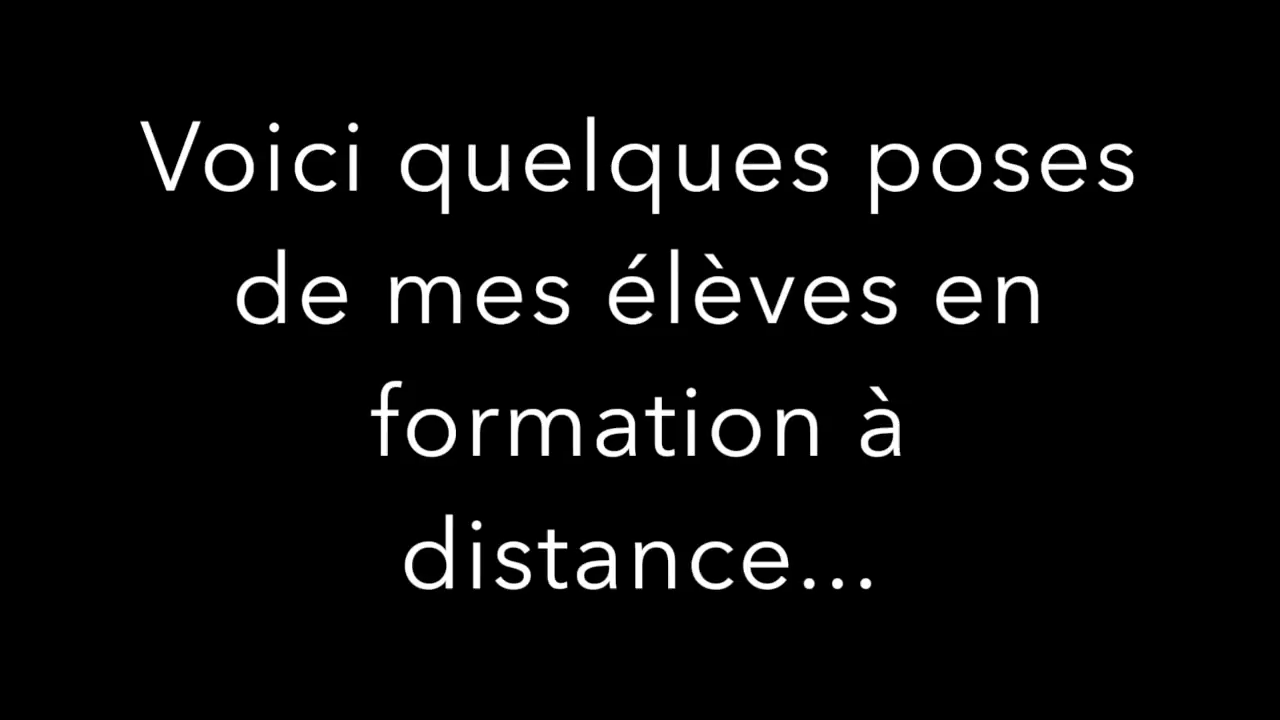 Voici quelques poses
de mes élèves en
formation à
distance...